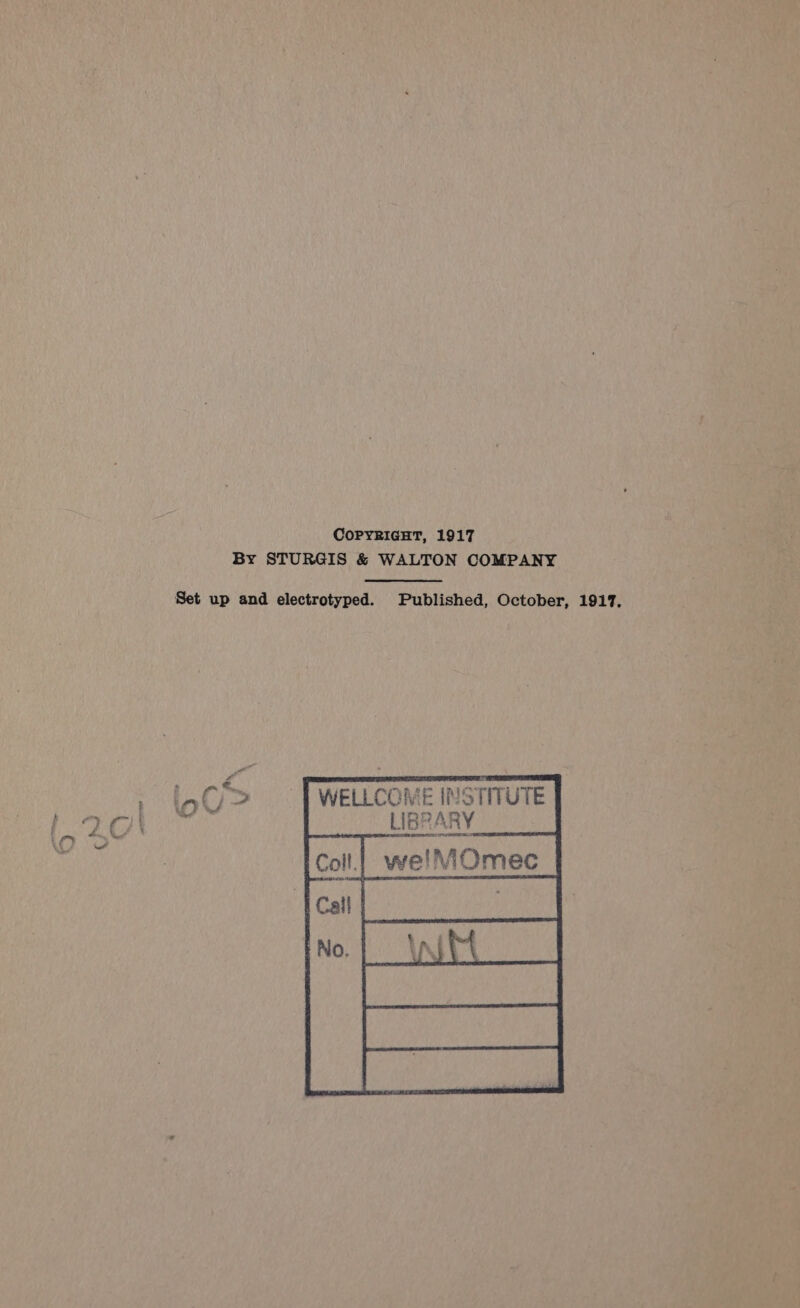 COPYRIGHT, 1917
BY STURGIS & WALTON COMPANY
Set up and electrotyped. Published, October, 1917.
WELLCOME INSTITUTE
LIBRARY
Coll. welMOmec
Call
No. WM